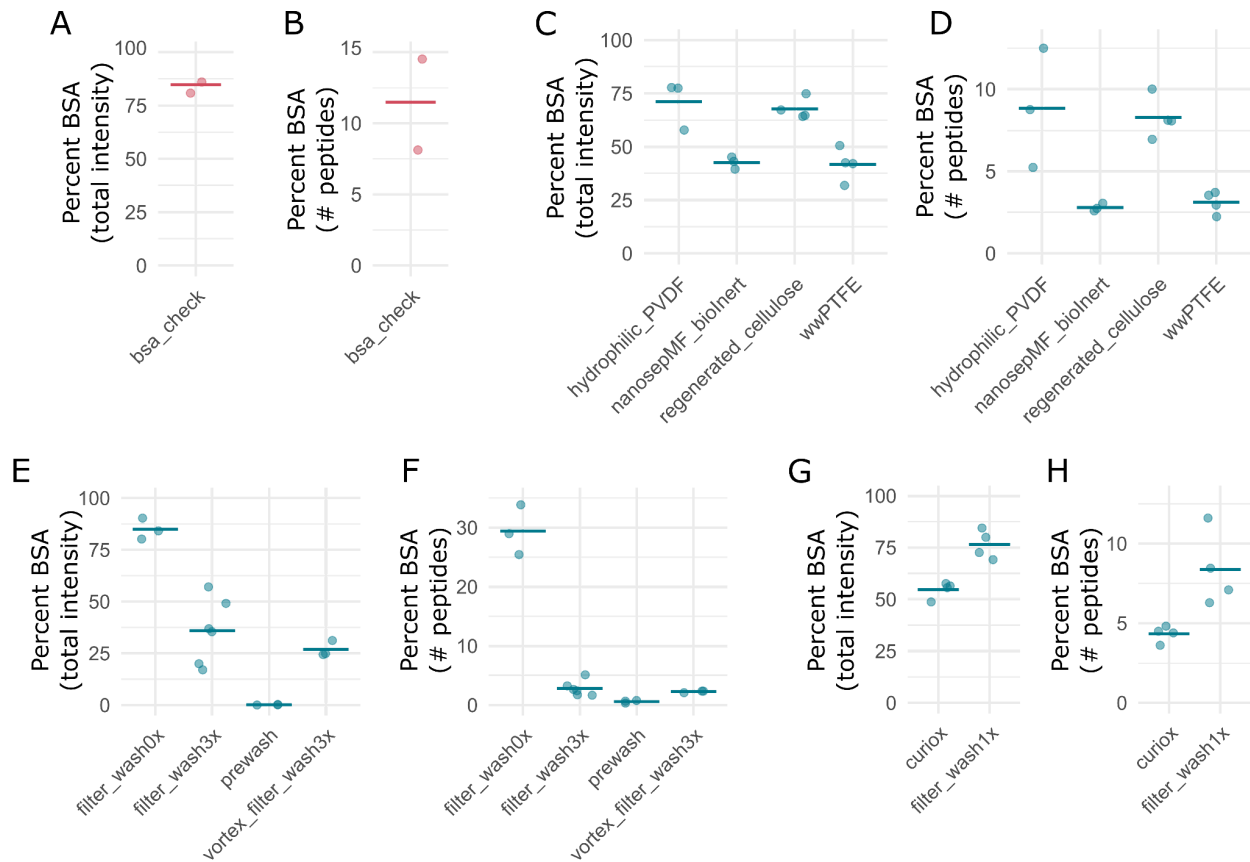 A
Percent BSA
(total intensity)
100
75
50
25
0
bsa_check
B
Percent BSA
(# peptides)
15
10
5
0
bsa_check
C
Percent BSA
(total intensity)
100
75
50
25
0
hydrophilic_PVDF
nanosepMF_bioInert
regenerated_cellulose
wwPTFE
D
Percent BSA
(# peptides)
10
5
0
hydrophilic_PVDF
nanosepMF_bioInert
regenerated_cellulose
wwPTFE
E
Percent BSA
(total intensity)
100
75
50
25
0
filter_wash0x
filter_wash3x
prewash
vortex_filter_wash3x
F
Percent BSA
(# peptides)
30
20
10
0
filter_wash0x
filter_wash3x
prewash
vortex_filter_wash3x
G
Percent BSA
(total intensity)
100
75
50
25
0
curiox
filter_wash1x
H
Percent BSA
(# peptides)
10
5
0
curiox
filter_wash1x